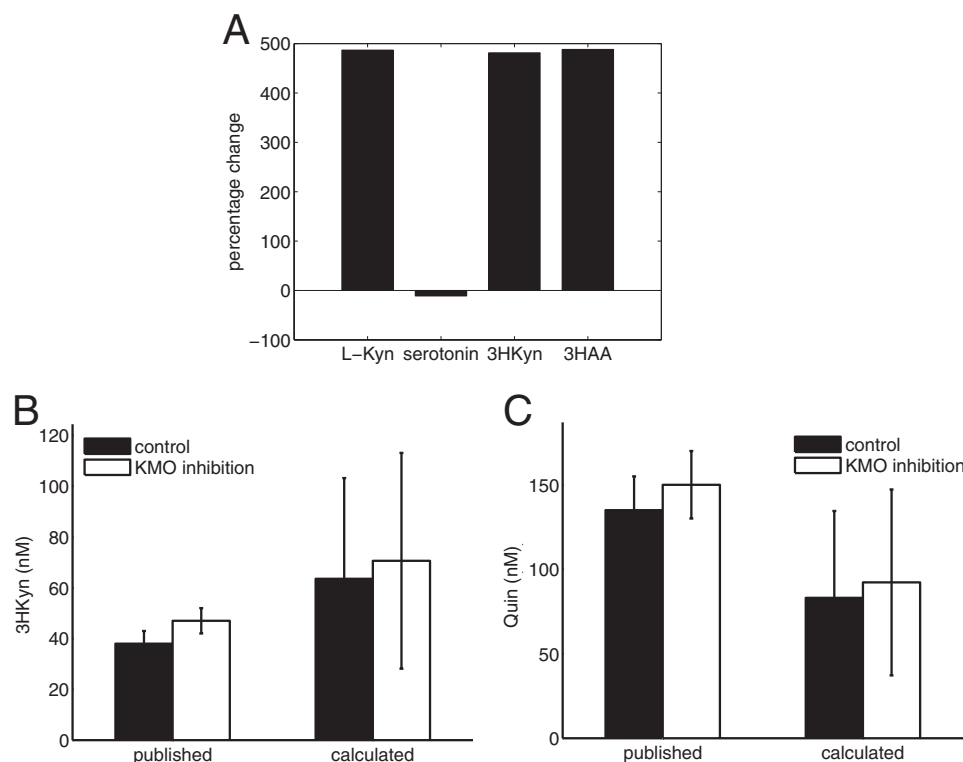 A
500
400
300
200
100
0
−100
percentage change
L−Kyn serotonin 3HKyn 3HAA
B
120
100
80
60
40
20
0
3HKyn (nM)
control
KMO inhibition
published calculated
C
150
100
50
0
Quin (nM)
control
KMO inhibition
published calculated